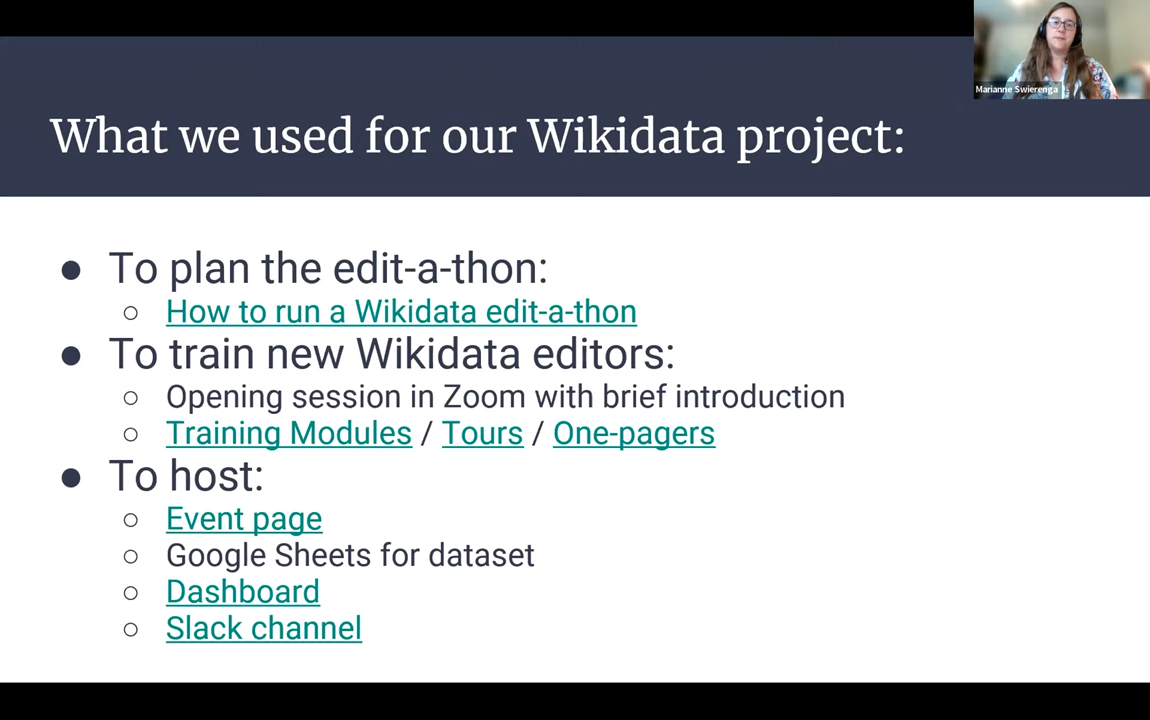 Marianne Swierenga
What we used for our Wikidata project:
● To plan the edit-a-thon:
○ How to run a Wikidata edit-a-thon
● To train new Wikidata editors:
○ Opening session in Zoom with brief introduction
○ Training Modules / Tours / One-pagers
● To host:
○ Event page
○ Google Sheets for dataset
○ Dashboard
○ Slack channel